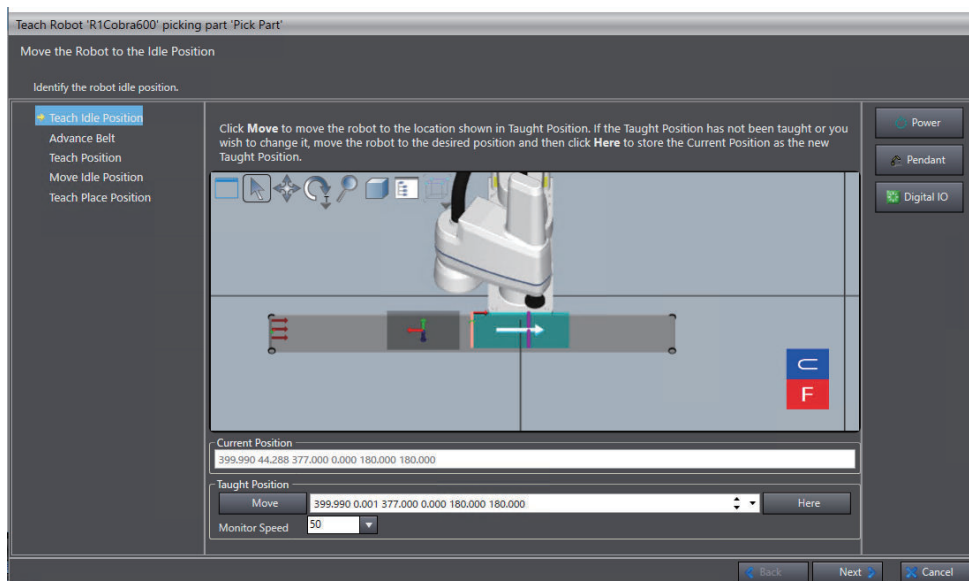 Teach Robot 'R1Cobra600' picking part 'Pick Part'
Move the Robot to the Idle Position
Identify the robot idle position.
Teach Idle Position
Advance Belt
Teach Position
Move Idle Position
Teach Place Position
Click Move to move the robot to the location shown in Taught Position. If the Taught Position has not been taught or you
wish to change it, move the robot to the desired position and then click Here to store the Current Position as the new
Taught Position.
Power
Pendant
Digital IO
F
Current Position
399.990 44.288 377.000 0.000 180.000 180.000
Taught Position
Move 399.990 0.001 377.000 0.000 180.000 180.000 Here
Monitor Speed 50
Back Next Cancel